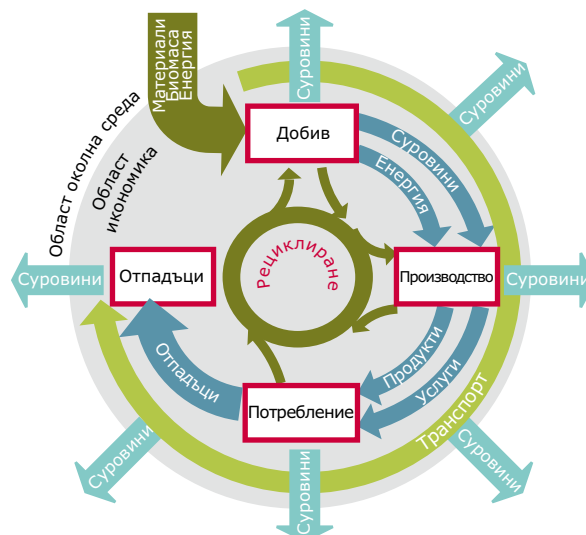 Материали
Биомаса
Енергия
Суровини
Суровини
Област околна среда
Област
икономика
Добив
Суровини
Енергия
Рециклиране
Суровини
Отпадъци
Производство
Суровини
Отпадъци
Продукти
Услуги
Транспорт
Потребление
Суровини
Суровини
Суровини